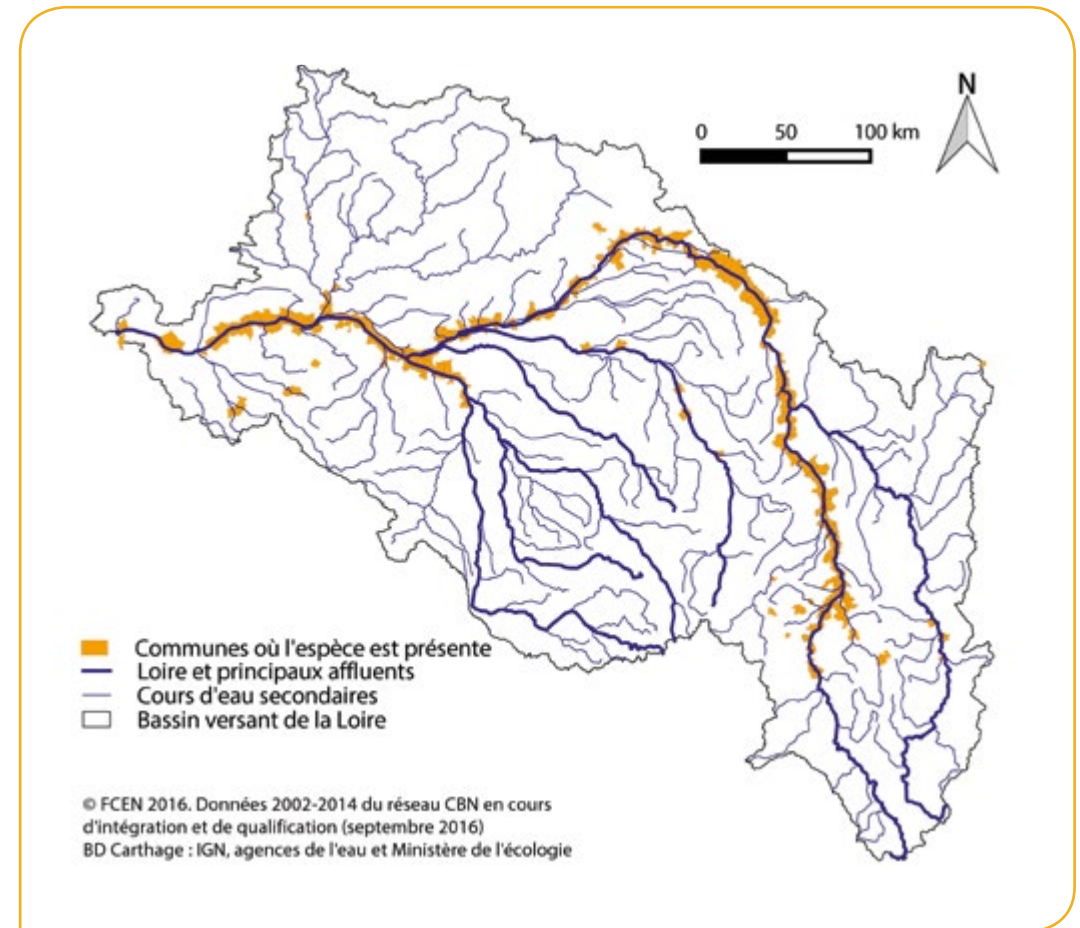 N
0 50 100 km
Communes où l'espèce est présente
Loire et principaux affluents
Cours d'eau secondaires
Bassin versant de la Loire
© FCEN 2016. Données 2002-2014 du réseau CBN en cours
d'intégration et de qualification (septembre 2016)
BD Carthage : IGN, agences de l'eau et Ministère de l'écologie